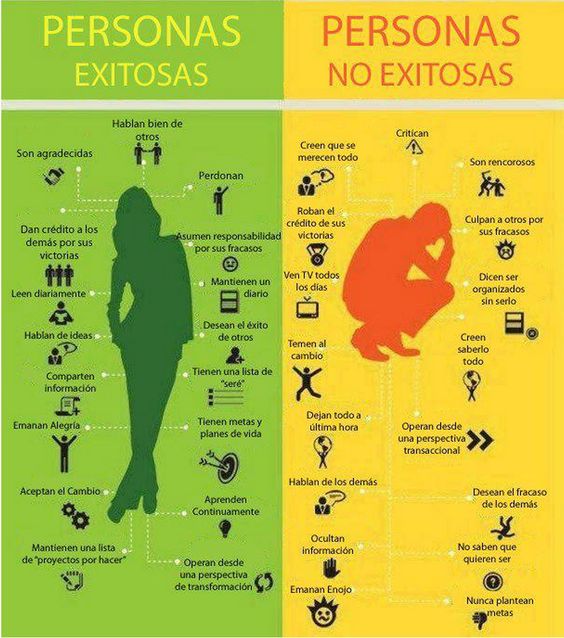 PERSONAS
EXITOSAS
Hablan bien de
otros
Son agradecidas
Perdonan
Dan crédito a los
demás por sus
victorias
Asumen responsabilidad
por sus fracasos
Leen diariamente
Mantienen un
diario
Hablan de ideas
Desean el éxito
de otros
Comparten
información
Tienen una lista de
"seré"
Emanan Alegría
Tienen metas y
planes de vida
Aceptan el Cambio
Aprenden
Continuamente
Mantienen una lista
de "proyectos por hacer"
Operan desde
una perspectiva
de transformación
PERSONAS
NO EXITOSAS
Critican
Creen que se
merecen todo
Son rencorosos
Roban el
crédito de sus
victorias
Culpan a otros por
sus fracasos
Ven TV todos
los días
Dicen ser
organizados
sin serlo
Temen al
cambio
Creen
saberlo
todo
Dejan todo a
última hora
Operan desde
una perspectiva
transaccional
Hablan de los demás
Desean el fracaso
de los demás
Ocultan
información
No saben que
quieren ser
Emanan Enojo
Nunca plantean
metas